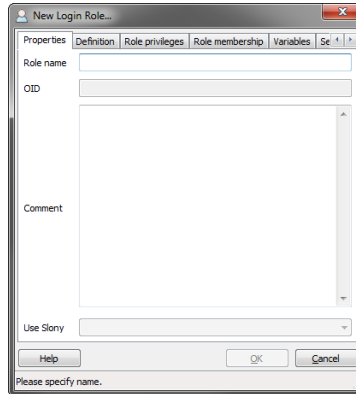 New Login Role...
Properties Definition Role privileges Role membership Variables Se
Role name
OID
Comment
Use Slony
Help OK Cancel
Please specify name.